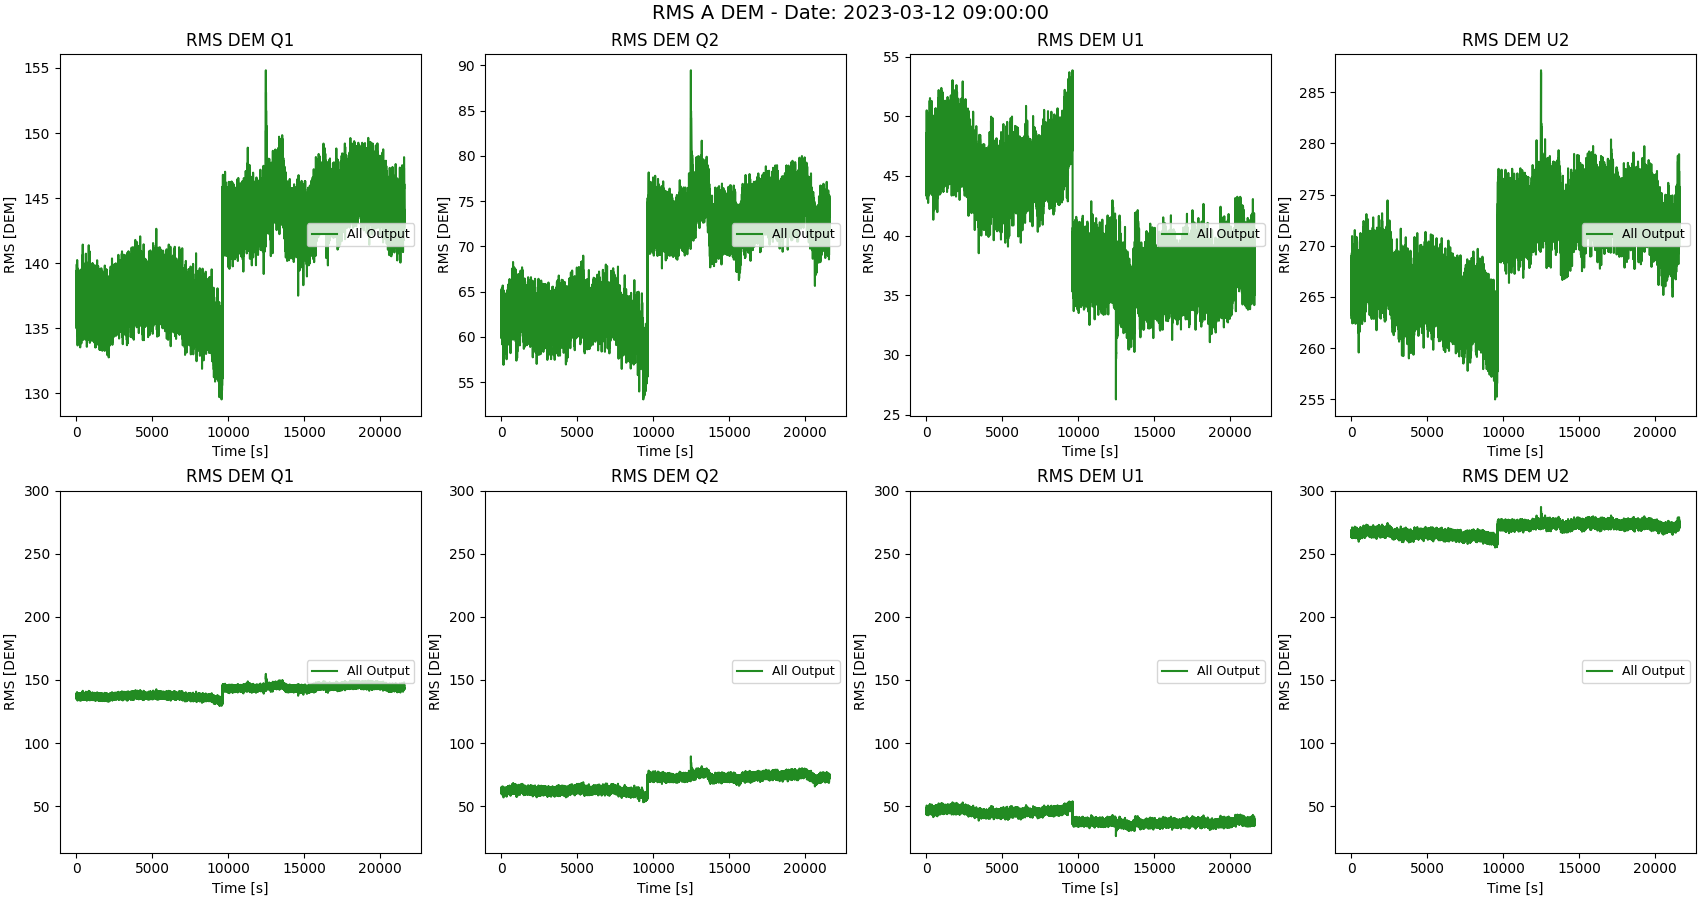 RMS A DEM - Date: 2023-03-12 09:00:00
RMS DEM Q1
RMS [DEM]
155
150
145
140
135
130
All Output
0 5000 10000 15000 20000
Time [s]
RMS DEM Q2
RMS [DEM]
90
85
80
75
70
65
60
55
All Output
0 5000 10000 15000 20000
Time [s]
RMS DEM U1
RMS [DEM]
55
50
45
40
35
30
25
All Output
0 5000 10000 15000 20000
Time [s]
RMS DEM U2
RMS [DEM]
285
280
275
270
265
260
255
All Output
0 5000 10000 15000 20000
Time [s]
RMS DEM Q1
RMS [DEM]
300
250
200
150
100
50
All Output
0 5000 10000 15000 20000
Time [s]
RMS DEM Q2
RMS [DEM]
300
250
200
150
100
50
All Output
0 5000 10000 15000 20000
Time [s]
RMS DEM U1
RMS [DEM]
300
250
200
150
100
50
All Output
0 5000 10000 15000 20000
Time [s]
RMS DEM U2
RMS [DEM]
300
250
200
150
100
50
All Output
0 5000 10000 15000 20000
Time [s]